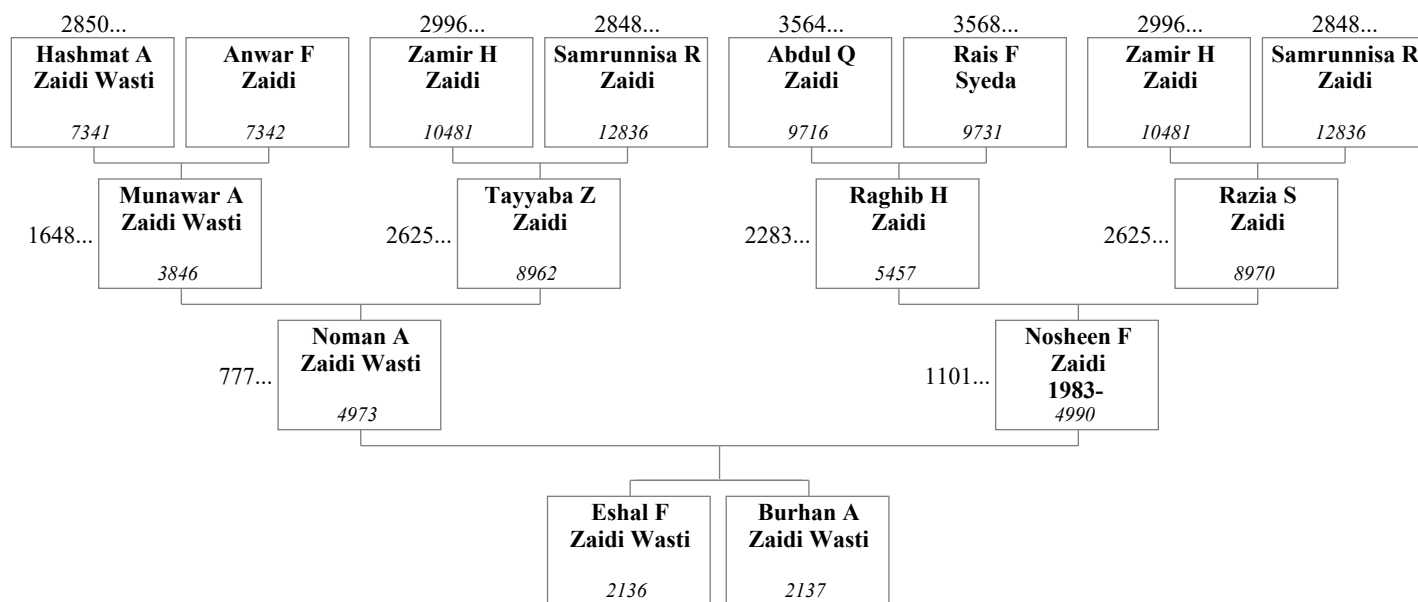 2850... 2996... 2848... 3564... 3568... 2996... 2848...
Hashmat A Anwar F Zamir H Samrunnisa R Abdul Q Rais F Zamir H Samrunnisa R
Zaidi Wasti Zaidi Zaidi Zaidi Zaidi Syeda Zaidi Zaidi
7341 7342 10481 12836 9716 9731 10481 12836
Munawar A Tayyaba Z Raghib H Razia S
Zaidi Wasti Zaidi Zaidi Zaidi
1648... 2625... 2283... 2625...
3846 8962 5457 8970
Noman A Nosheen F
Zaidi Wasti Zaidi
777... 1101... 1983-
4973 4990
Eshal F Burhan A
Zaidi Wasti Zaidi Wasti
2136 2137